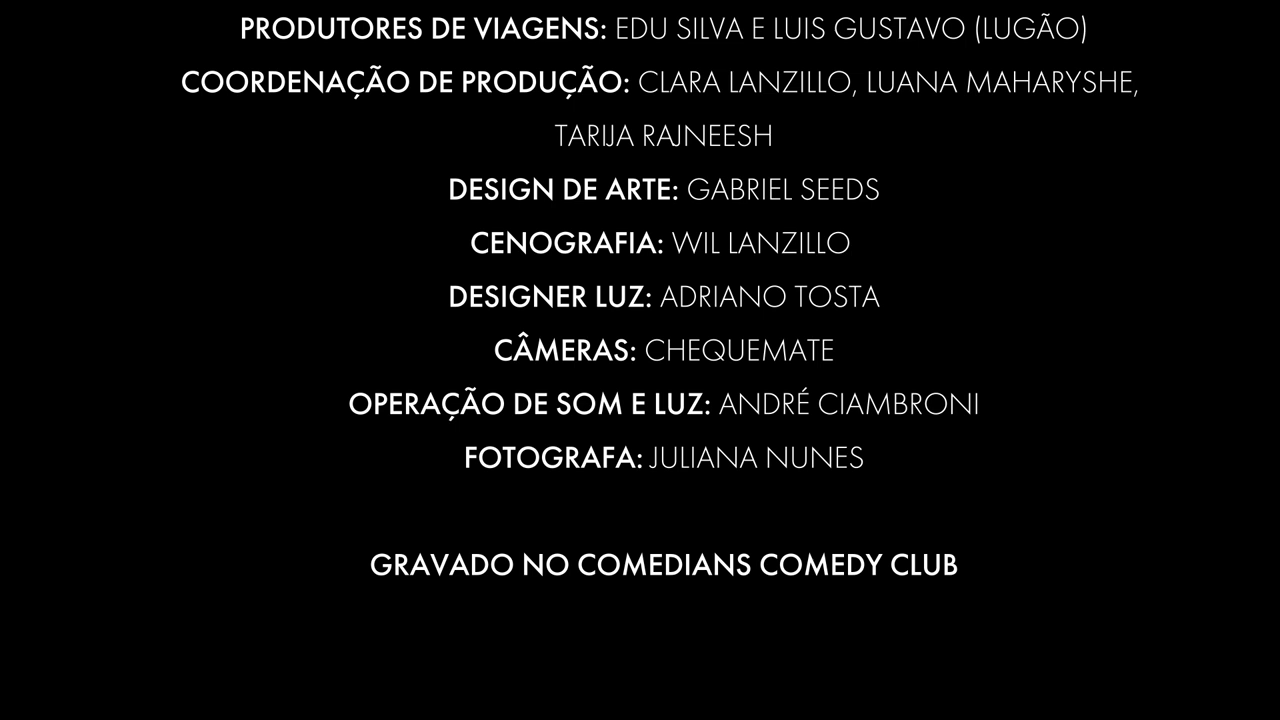 PRODUTORES DE VIAGENS: EDU SILVA E LUIS GUSTAVO (LUGÃO)
COORDENAÇÃO DE PRODUÇÃO: CLARA LANZILLO, LUANA MAHARYSHE,
TARIJA RAJNEESH
DESIGN DE ARTE: GABRIEL SEEDS
CENOGRAFIA: WIL LANZILLO
DESIGNER LUZ: ADRIANO TOSTA
CÂMERAS: CHEQUEMATE
OPERAÇÃO DE SOM E LUZ: ANDRÉ CIAMBRONI
FOTOGRAFA: JULIANA NUNES
GRAVADO NO COMEDIANS COMEDY CLUB